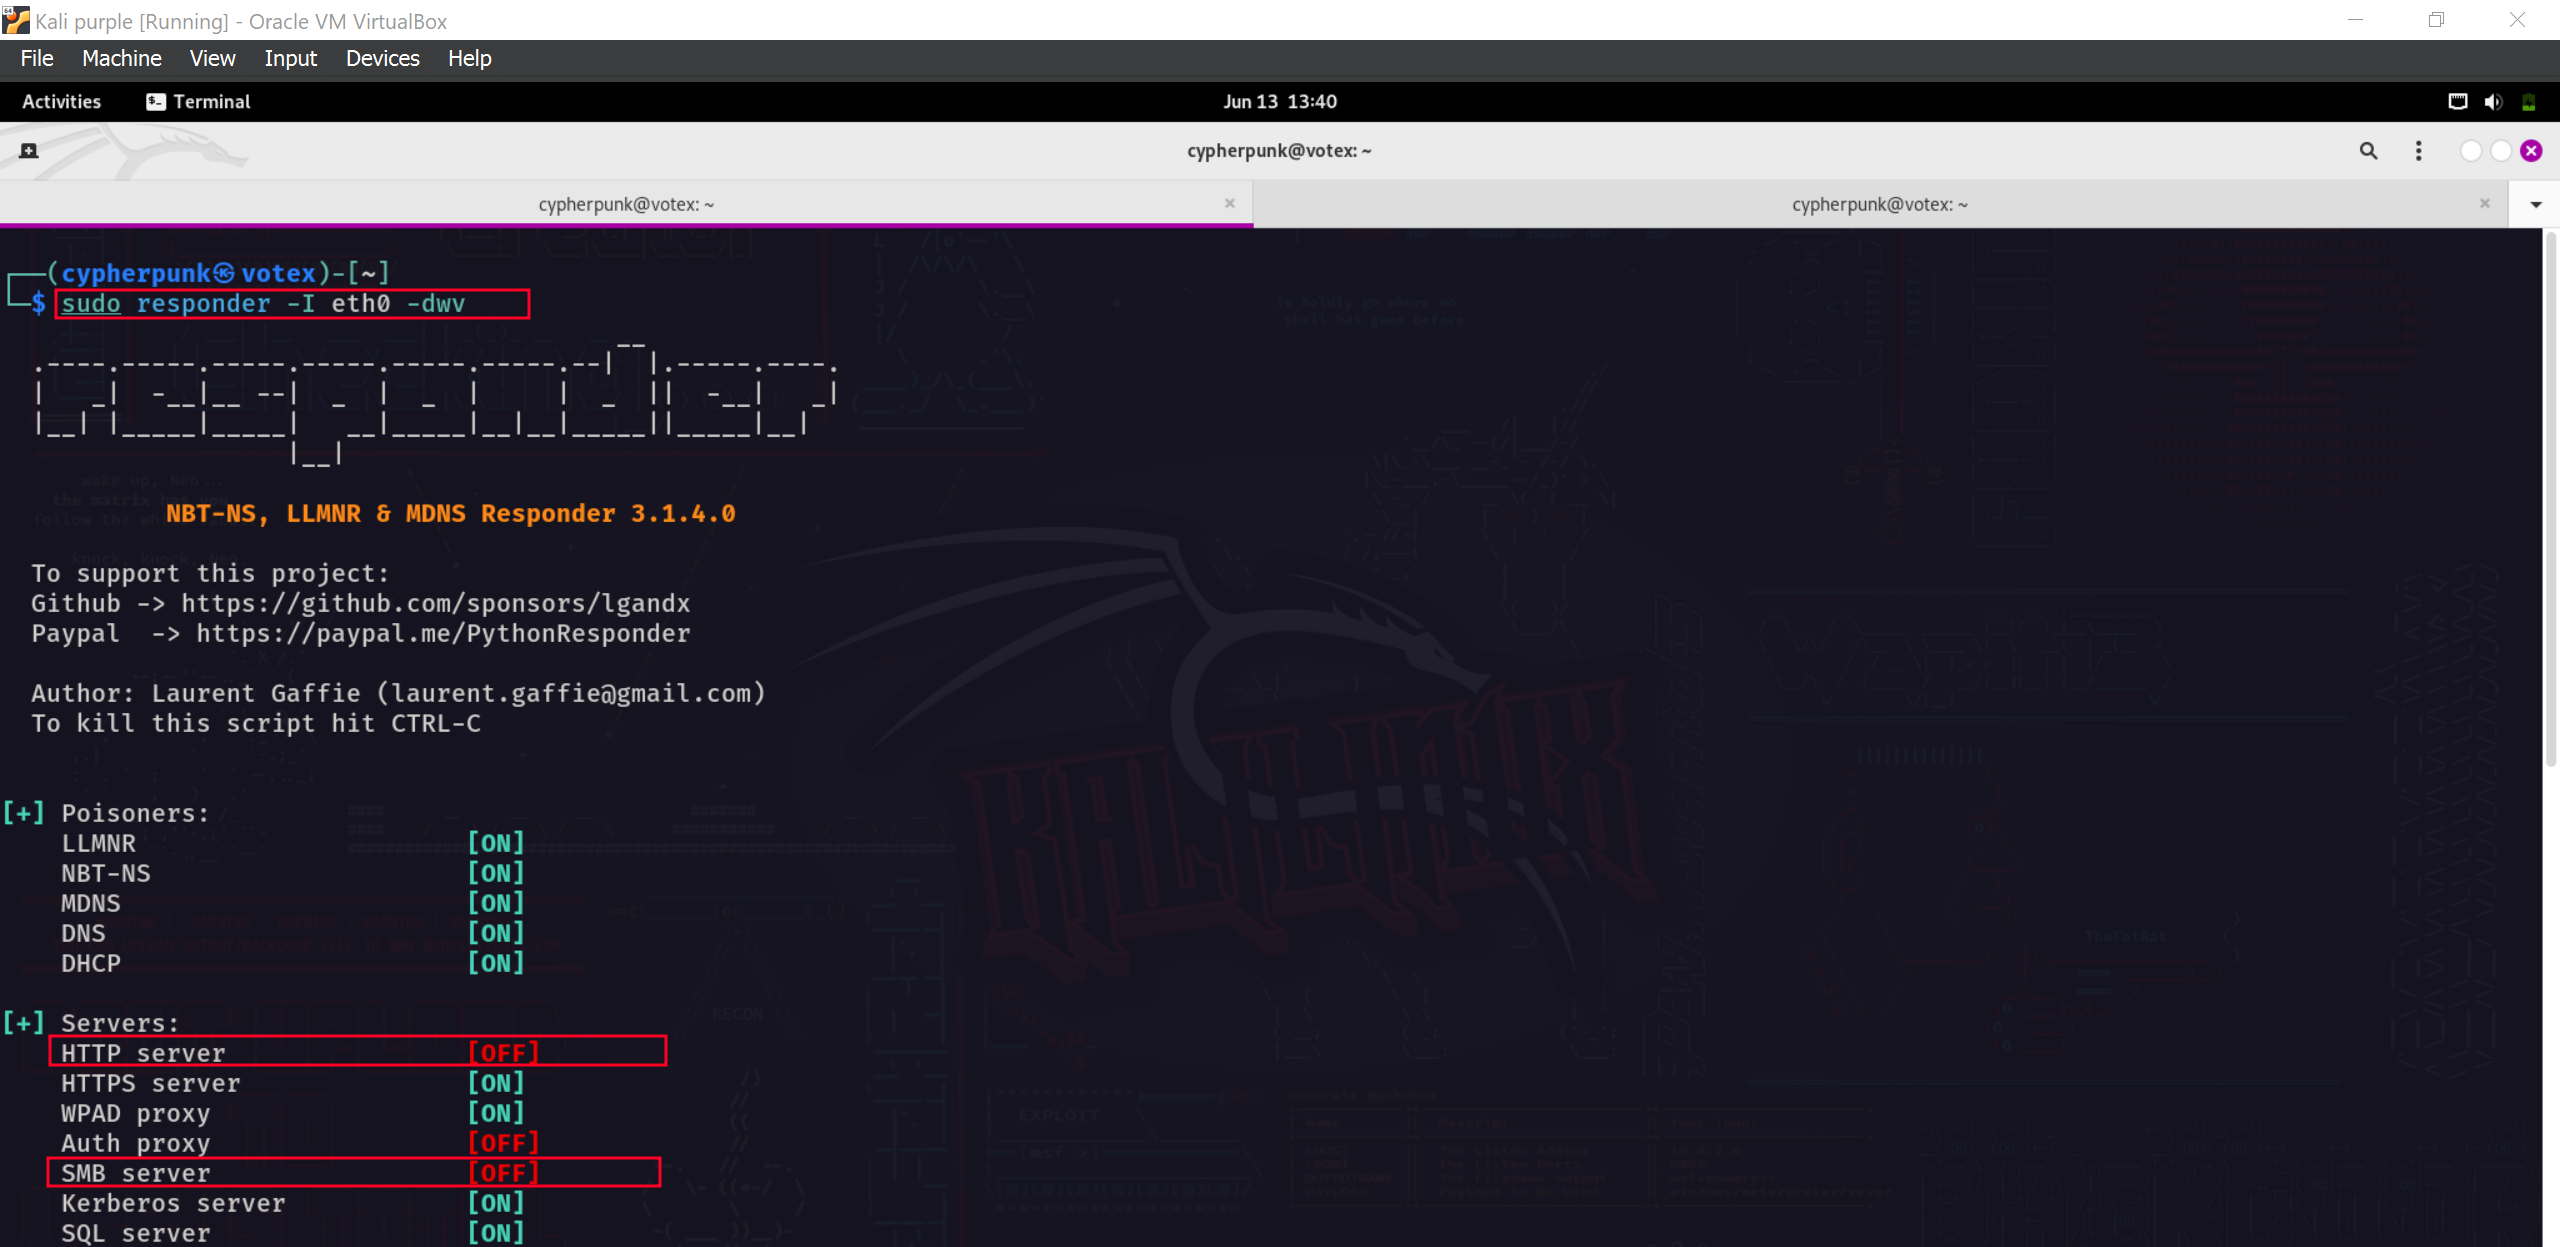 Kali purple [Running] - Oracle VM VirtualBox
File Machine View Input Devices Help
Activities Terminal Jun 13 13:40
cypherpunk@votex: ~
cypherpunk@votex: ~ cypherpunk@votex: ~
┌──(cypherpunk㉿votex)-[~]
└─$ sudo responder -I eth0 -dwv
NBT-NS, LLMNR & MDNS Responder 3.1.4.0
To support this project:
Github -> https://github.com/sponsors/lgandx
Paypal  -> https://paypal.me/PythonResponder
Author: Laurent Gaffie (laurent.gaffie@gmail.com)
To kill this script hit CTRL-C
[+] Poisoners:
LLMNR [ON]
NBT-NS [ON]
MDNS [ON]
DNS [ON]
DHCP [ON]
[+] Servers:
HTTP server [OFF]
HTTPS server [ON]
WPAD proxy [ON]
Auth proxy [OFF]
SMB server [OFF]
Kerberos server [ON]
SQL server [ON]
KALI LINUX
RECON
EXPLOIT
TheFatRat